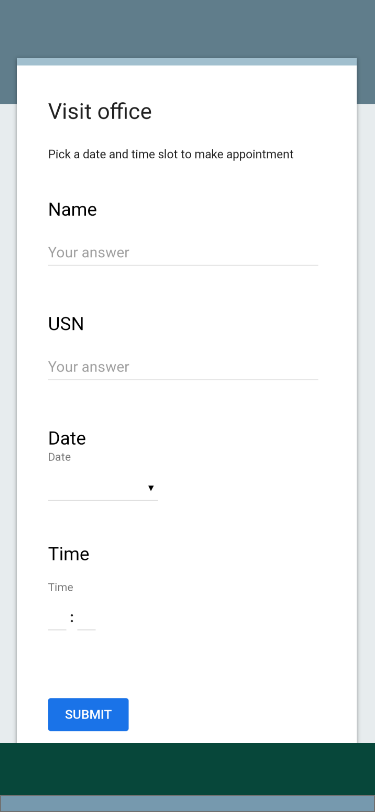 Visit office
Pick a date and time slot to make appointment
Name
Your answer
USN
Your answer
Date
Date
Time
Time
:
SUBMIT